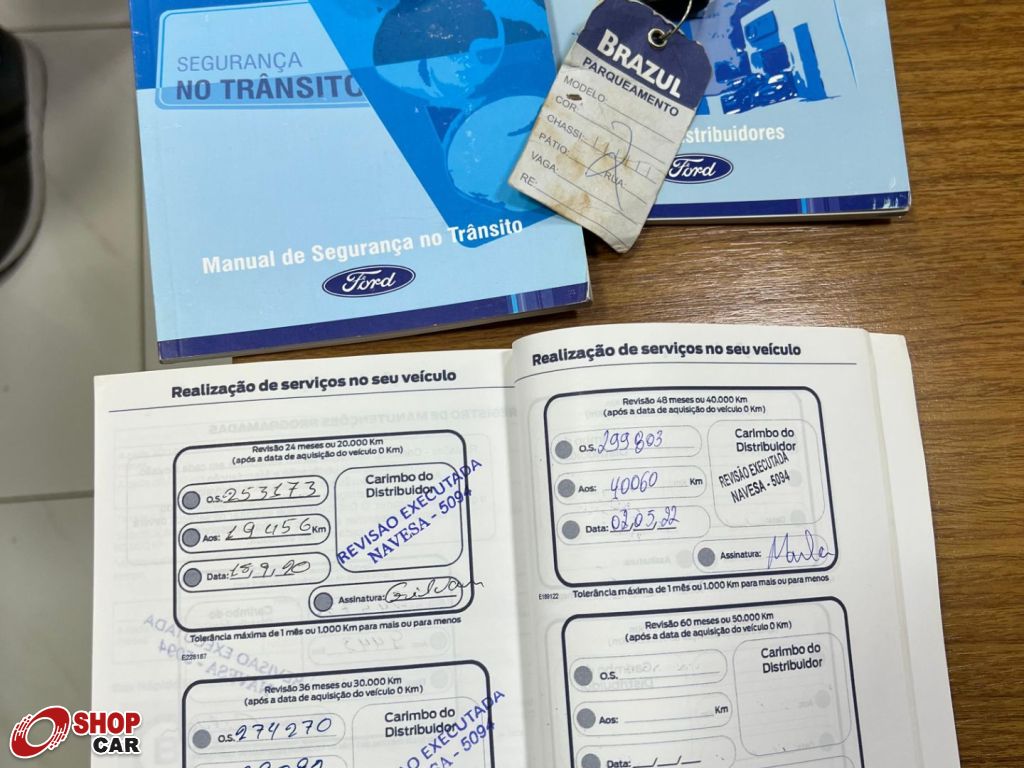 SEGURANÇA
NO TRÂNSITO
Manual de Segurança no Trânsito
Ford
BRAZUL
PARQUEAMENTO
MODELO:
COR:
CHASSI:
PÁTIO:
RUA:
VAGA:
RE:
2
stribuidores
Ford
Realização de serviços no seu veículo
Revisão 24 meses ou 20.000 Km
(após a data de aquisição do veículo 0 Km)
O.S. 253173
Aos: 19456 Km
Data: 18,9,20
Carimbo do
Distribuidor
REVISÃO EXECUTADA
NAVESA - 5094
Assinatura:
Tolerância máxima de 1 mês ou 1.000 Km para mais ou para menos
E228187
Revisão 36 meses ou 30.000 Km
(após a data de aquisição do veículo 0 Km)
O.S. 274270
Carimbo do
Distribuidor
EXECUTADA
- 5094
Realização de serviços no seu veículo
Revisão 48 meses ou 40.000 Km
(após a data de aquisição do veículo 0 Km)
O.S. 299803
Aos: 40060 Km
Data: 02,05,22
Carimbo do
Distribuidor
REVISÃO EXECUTADA
NAVESA - 5094
Assinatura:
E189122
Tolerância máxima de 1 mês ou 1.000 Km para mais ou para menos
Revisão 60 meses ou 50.000 Km
(após a data de aquisição do veículo 0 Km)
O.S.
Aos: Km
Data: __/__/__
Carimbo do
Distribuidor
SHOP
CAR